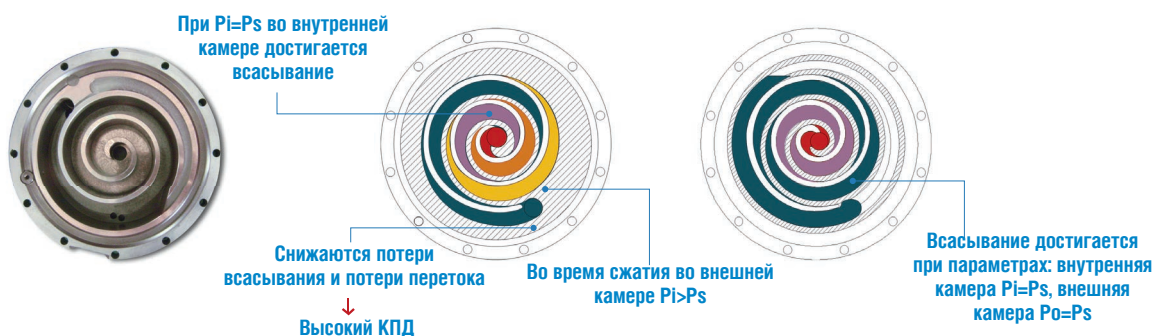 При Pi=Ps во внутренней
камере достигается
всасывание
Снижаются потери
всасывания и потери перетока
Высокий КПД
Во время сжатия во внешней
камере Pi>Ps
Всасывание достигается
при параметрах: внутренняя
камера Pi=Ps, внешняя
камера Po=Ps